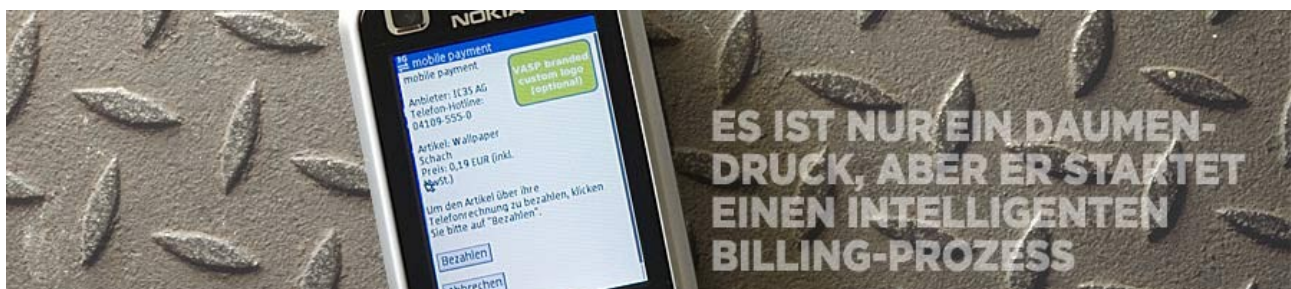 NOKIA
3G mobile payment
mobile payment
VASP branded
custom logo
(optional)
Anbieter: IC3S AG
Telefon-Hotline:
04109-555-0
Artikel: Wallpaper
Schach
Preis: 0,19 EUR (inkl.
MwSt.)
Um den Artikel über ihre
Telefonrechnung zu bezahlen, klicken
Sie bitte auf "Bezahlen".
Bezahlen
Abbrechen
ES IST NUR EIN DAUMEN-
DRUCK, ABER ER STARTET
EINEN INTELLIGENTEN
BILLING-PROZESS